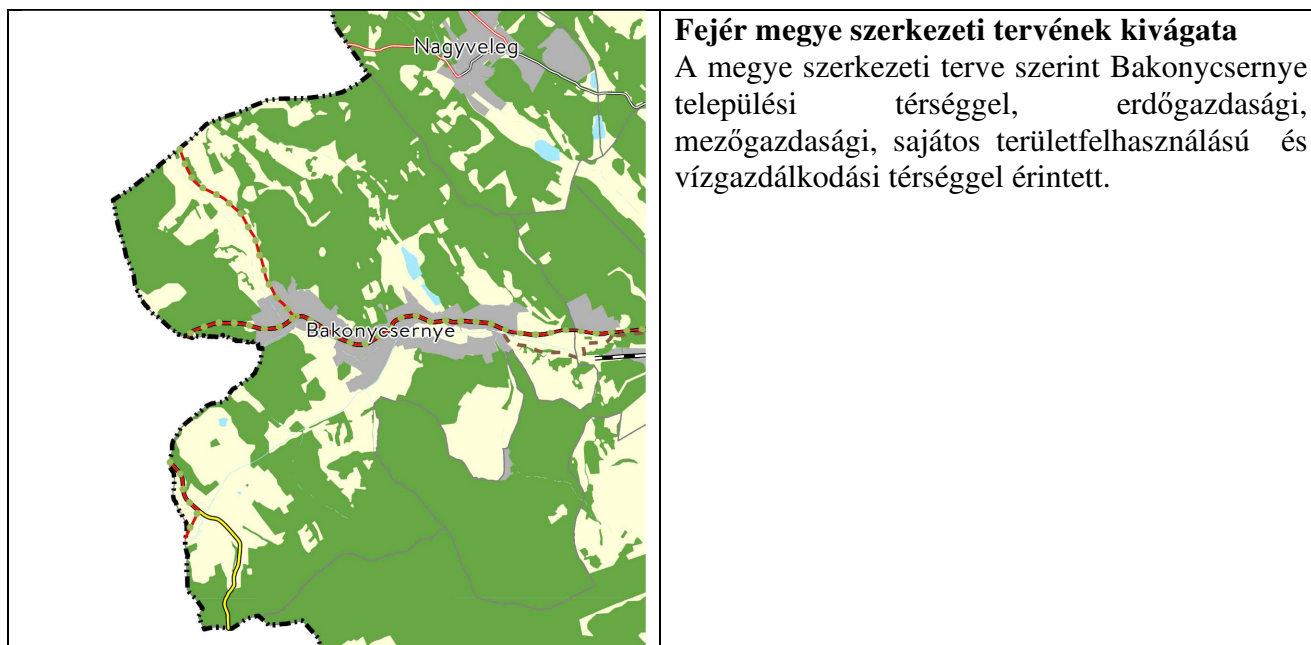 Nagyveleg
Bakonycsernye
Fejér megye szerkezeti tervének kivágata
A megye szerkezeti terve szerint Bakonycsernye
települési térséggel, erdőgazdasági,
mezőgazdasági, sajátos területfelhasználású és
vízgazdálkodási térséggel érintett.